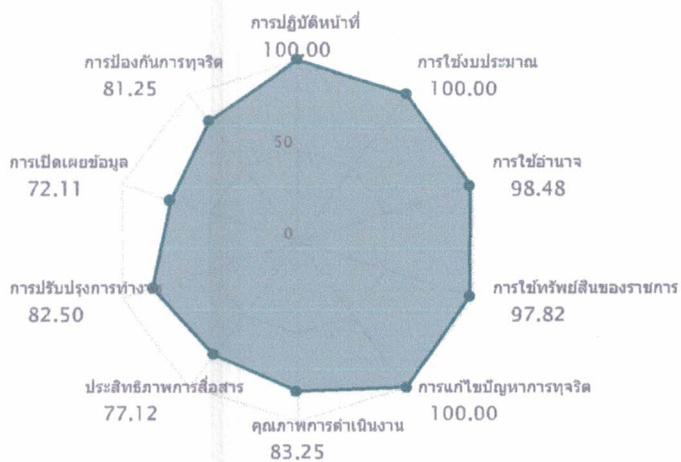 การปฏิบัติหน้าที่
100.00
การใช้งบประมาณ
100.00
การใช้อำนาจ
98.48
การใช้ทรัพย์สินของราชการ
97.82
การแก้ไขปัญหาการทุจริต
100.00
คุณภาพการดำเนินงาน
83.25
ประสิทธิภาพการสื่อสาร
77.12
การปรับปรุงการทำงาน
82.50
การเปิดเผยข้อมูล
72.11
การป้องกันการทุจริต
81.25
50
0